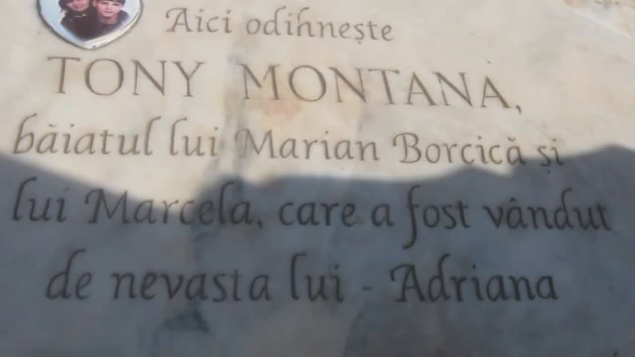 Aici odihnește
TONY MONTANA,
băiatul lui Marian Borcică și
lui Marcela, care a fost vândut
de nevasta lui - Adriana